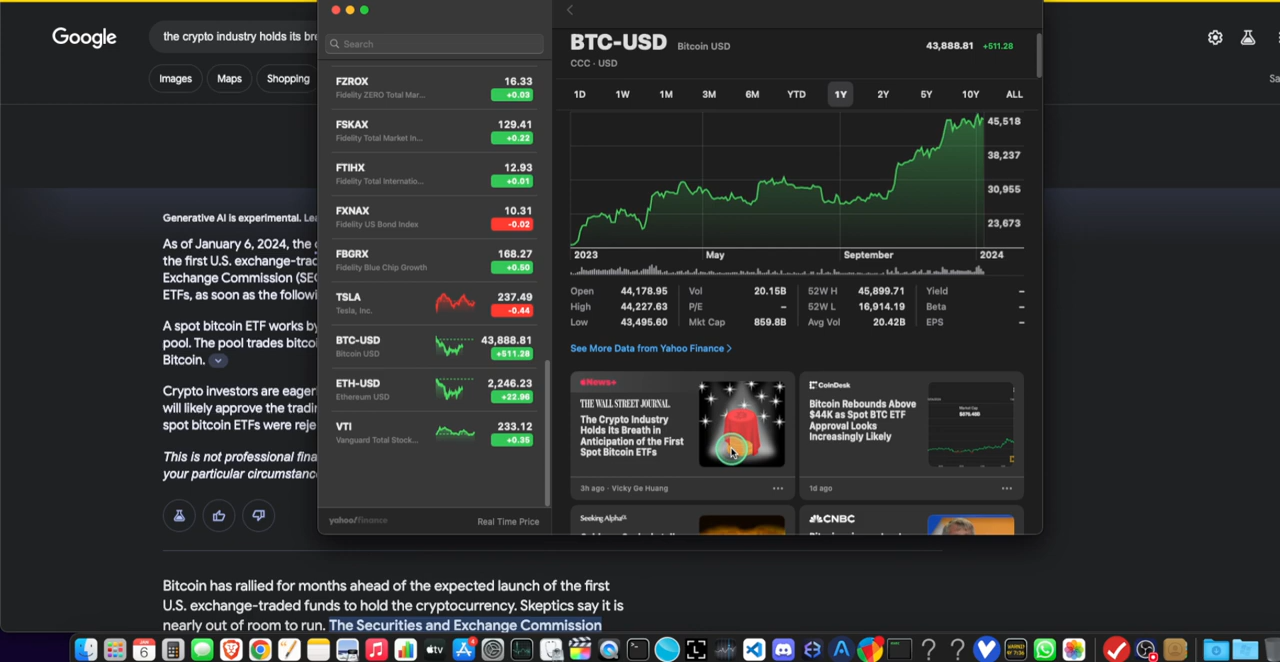 Google
the crypto industry holds its bre
Images
Maps
Shopping
Generative AI is experimental.
As of January 6, 2024, the
the first U.S. exchange-trad
Exchange Commission (SEC
ETFs, as soon as the followi
A spot bitcoin ETF works by
pool. The pool trades bitco
Bitcoin.
Crypto investors are eager
will likely approve the tradi
spot bitcoin ETFs were reje
This is not professional fina
your particular circumstanc
Bitcoin has rallied for months ahead of the expected launch of the first
U.S. exchange-traded funds to hold the cryptocurrency. Skeptics say it is
nearly out of room to run. The Securities and Exchange Commission
Search
FZROX 16.33
Fidelity ZERO Total Mar... +0.03
FSKAX 129.41
Fidelity Total Market In... +0.22
FTIHX 12.93
Fidelity Total Internatio... +0.01
FXNAX 10.31
Fidelity US Bond Index -0.02
FBGRX 168.27
Fidelity Blue Chip Growth +0.50
TSLA 237.49
Tesla, Inc. -0.44
BTC-USD 43,888.81
Bitcoin USD +511.28
ETH-USD 2,246.23
Ethereum USD +22.96
VTI 233.12
Vanguard Total Stock... +0.35
yahoo!finance Real Time Price
BTC-USD Bitcoin USD 43,888.81 +511.28
CCC · USD
1D 1W 1M 3M 6M YTD 1Y 2Y 5Y 10Y ALL
45,518
38,237
30,955
23,673
2023 May September 2024
Open 44,178.95 Vol 20.15B 52W H 45,899.71 Yield –
High 44,227.63 P/E – 52W L 16,914.19 Beta –
Low 43,495.60 Mkt Cap 859.8B Avg Vol 20.42B EPS –
See More Data from Yahoo Finance >
News+
THE WALL STREET JOURNAL.
The Crypto Industry
Holds Its Breath in
Anticipation of the First
Spot Bitcoin ETFs
3h ago · Vicky Ge Huang
CoinDesk
Bitcoin Rebounds Above
$44K as Spot BTC ETF
Approval Looks
Increasingly Likely
Market Cap
1d ago
Seeking Alpha
CNBC
JAN
6
tv